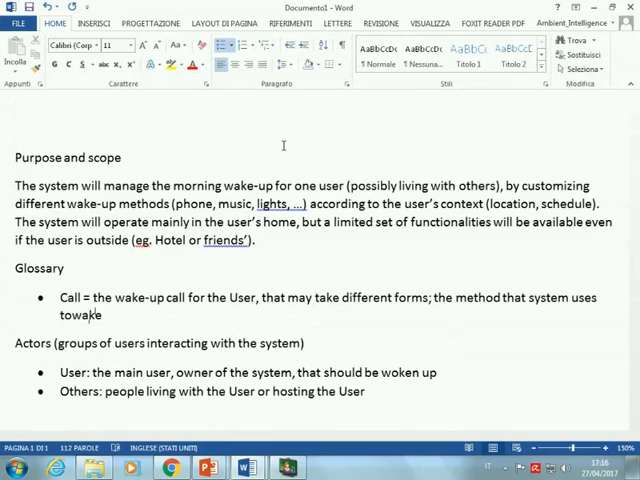 Documento1 - Word
Ambient_Intelligence
FILE HOME INSERISCI PROGETTAZIONE LAYOUT DI PAGINA RIFERIMENTI LETTERE REVISIONE VISUALIZZA FOXIT READER PDF
Calibri (Corp 11
Incolla
AaBbCcDc AaBbCcDc AaBbC AaBbCcD
¶ Normale ¶ Nessuna... Titolo 1 Titolo 2
Trova
Sostituisci
Seleziona
Appunti Carattere Paragrafo Stili Modifica
Purpose and scope
The system will manage the morning wake-up for one user (possibly living with others), by customizing
different wake-up methods (phone, music, lights, ...) according to the user's context (location, schedule).
The system will operate mainly in the user's home, but a limited set of functionalities will be available even
if the user is outside (eg. Hotel or friends').
Glossary
• Call = the wake-up call for the User, that may take different forms; the method that system uses
towake
Actors (groups of users interacting with the system)
• User: the main user, owner of the system, that should be woken up
• Others: people living with the User or hosting the User
PAGINA 1 DI 1 112 PAROLE INGLESE (STATI UNITI) 150%
IT 17:16
27/04/2017